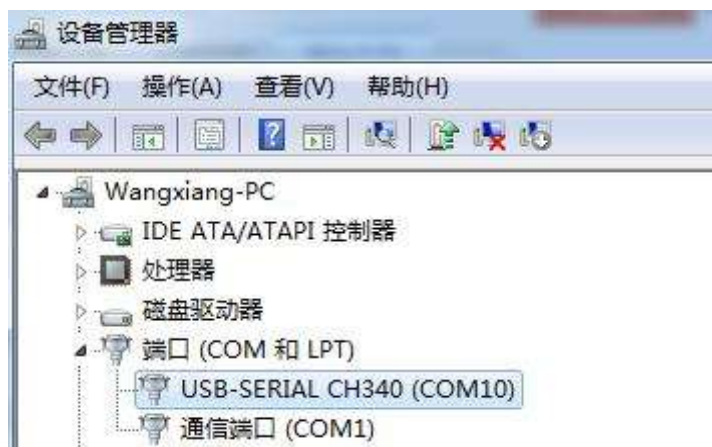 设备管理器
文件(F) 操作(A) 查看(V) 帮助(H)
Wangxiang-PC
IDE ATA/ATAPI 控制器
处理器
磁盘驱动器
端口 (COM 和 LPT)
USB-SERIAL CH340 (COM10)
通信端口 (COM1)